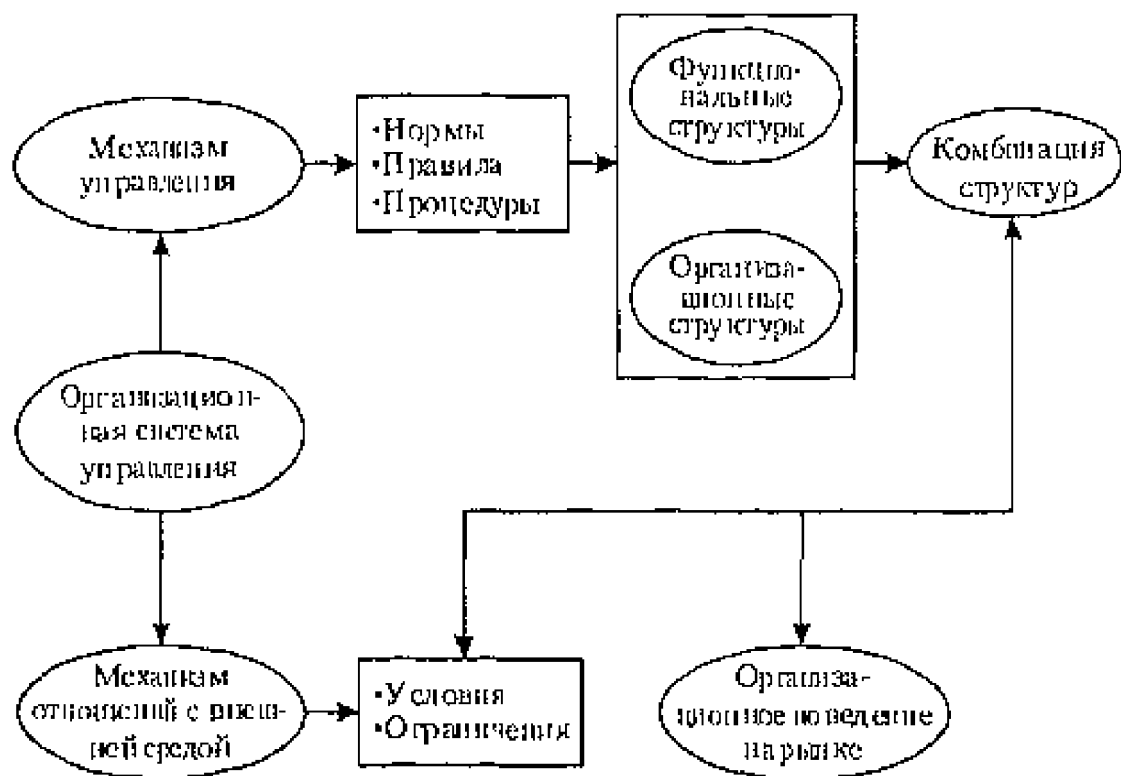 Механизм
управления
•Нормы
•Правила
•Процедуры
Функцио-
нальные
структуры
Организа-
ционные
структуры
Комбинация
структур
Организацион-
ная система
управления
Механизм
отношений с внеш-
ней средой
•Условия
•Ограничения
Организа-
ционное поведение
на рынке